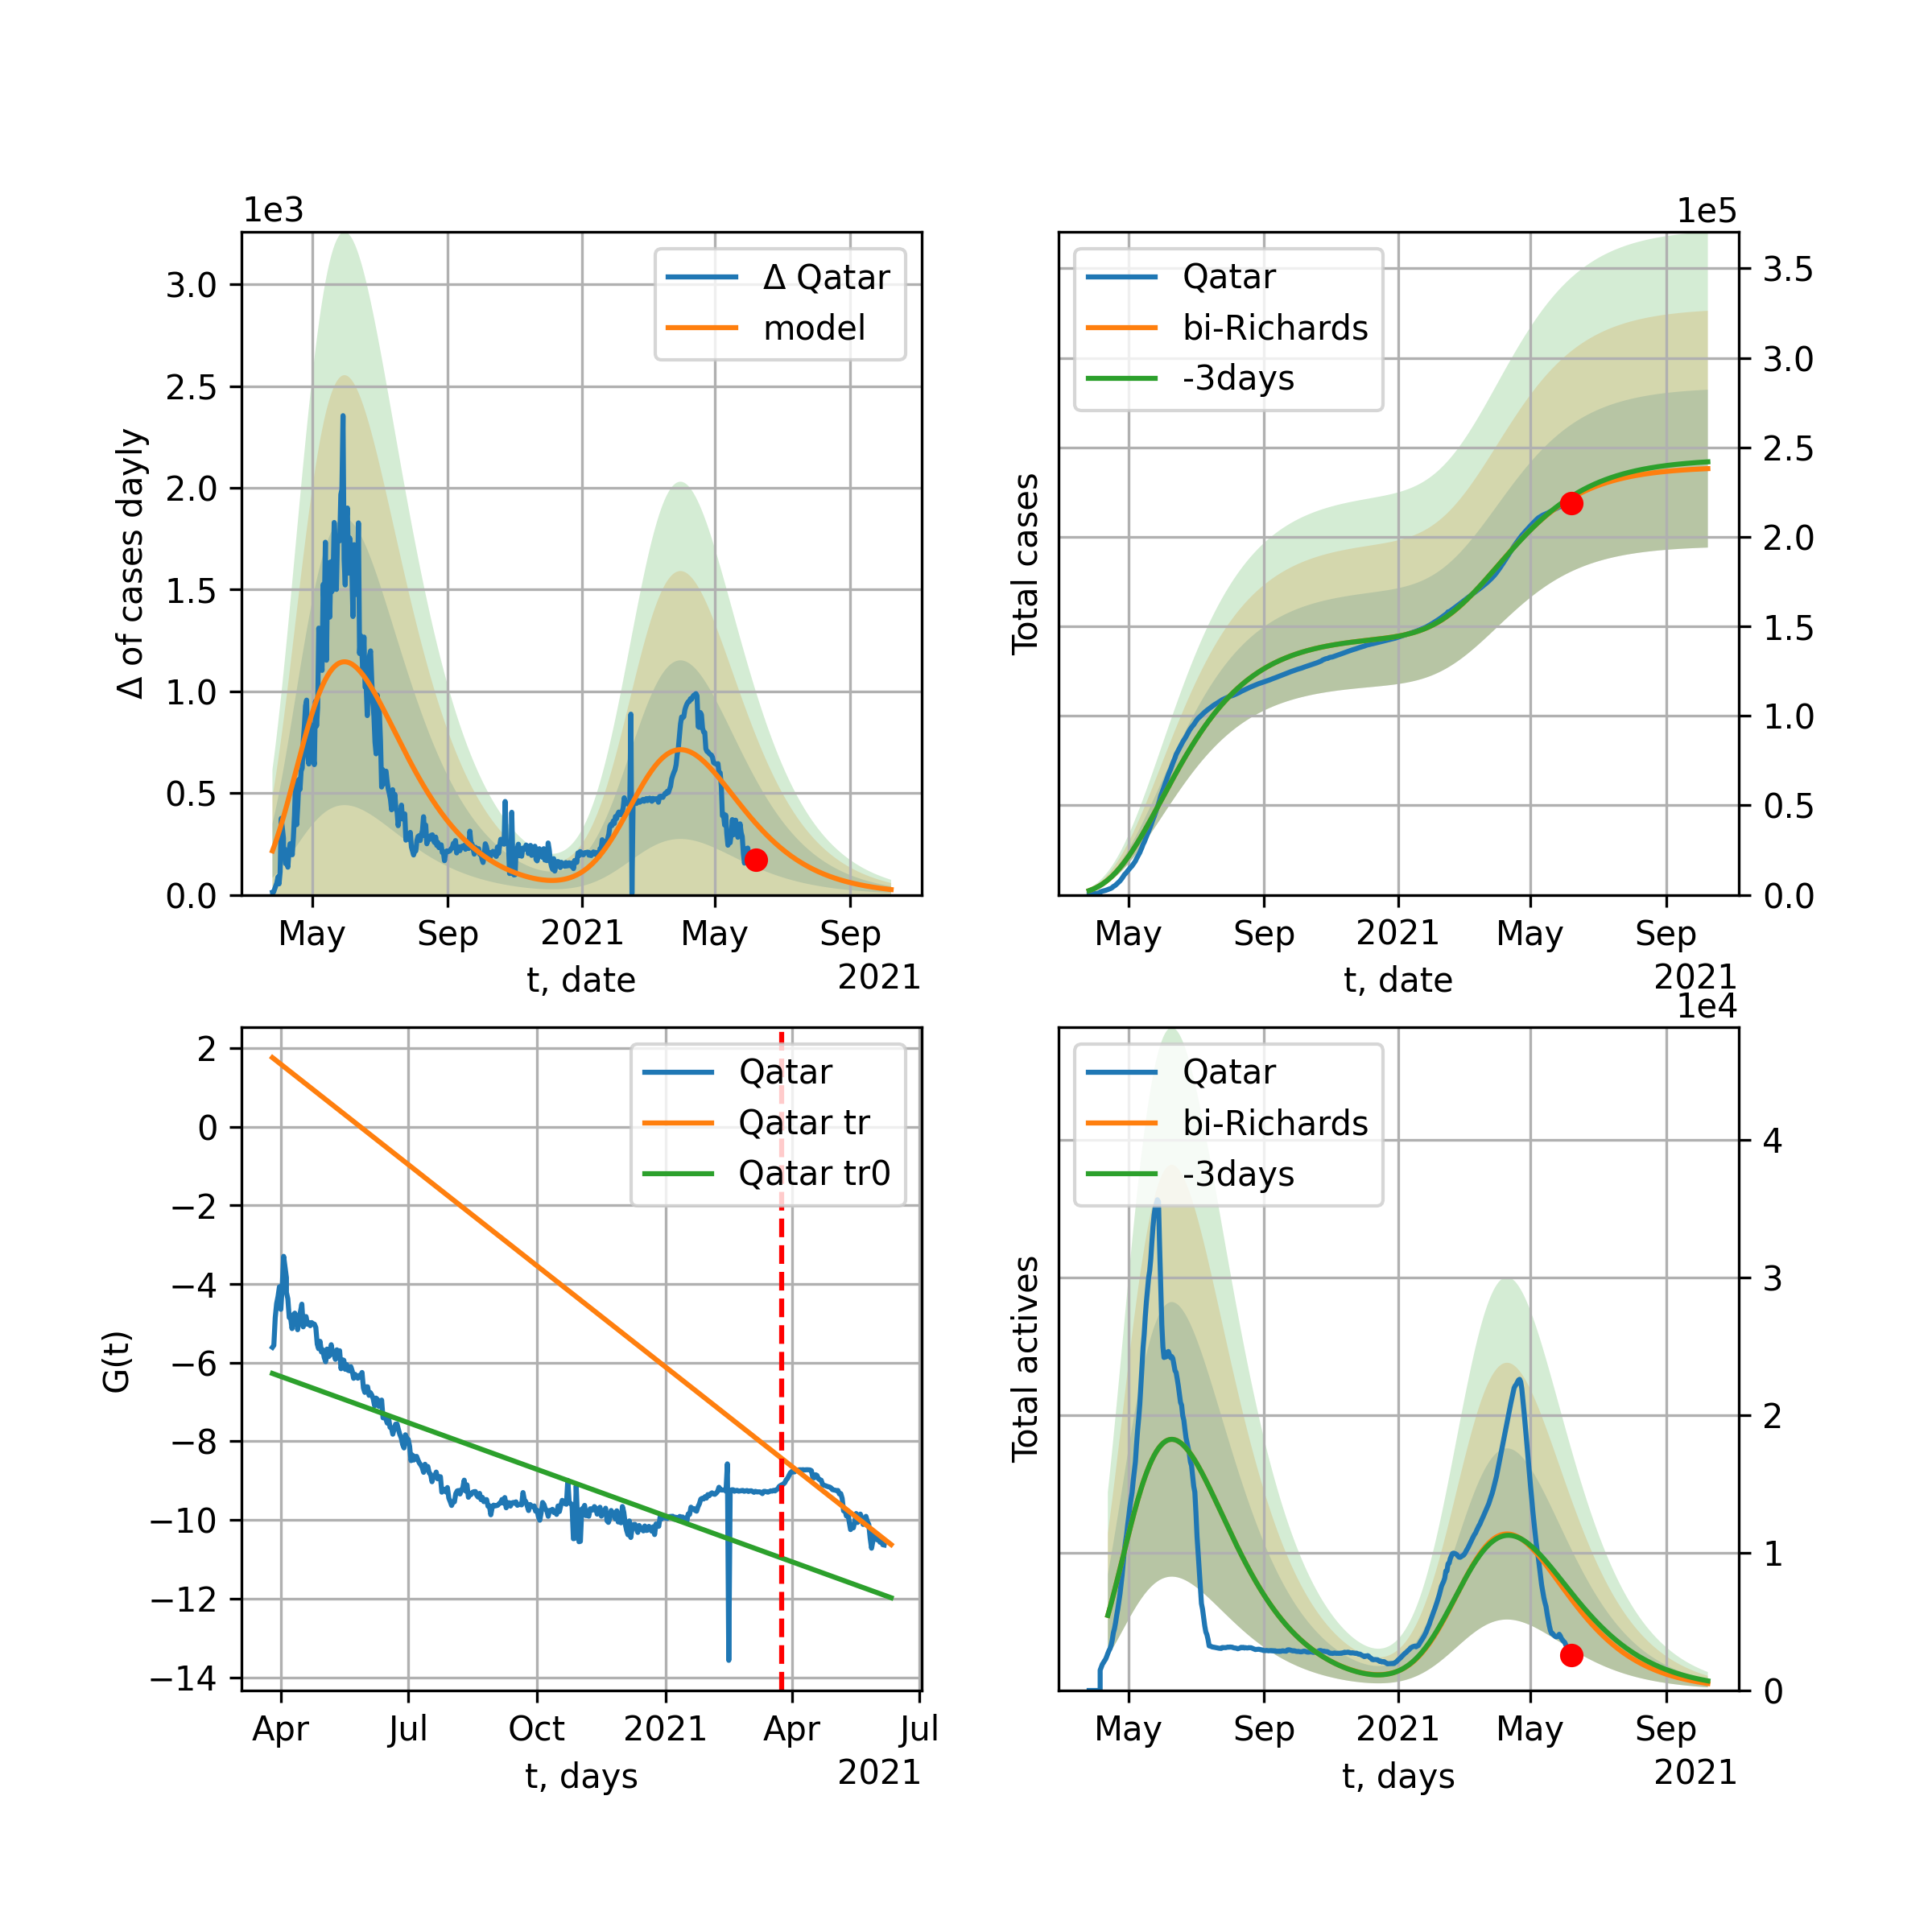 1e3
3.0
2.5
2.0
1.5
1.0
0.5
0.0
Δ of cases dayly
Δ Qatar
model
May Sep 2021 May Sep
t, date
2021
1e5
3.5
3.0
2.5
2.0
1.5
1.0
0.5
0.0
Total cases
Qatar
bi-Richards
-3days
May Sep 2021 May Sep
t, date
2021
2
0
−2
−4
−6
−8
−10
−12
−14
G(t)
Qatar
Qatar tr
Qatar tr0
Apr Jul Oct 2021 Apr Jul
t, days
2021
1e4
4
3
2
1
0
Total actives
Qatar
bi-Richards
-3days
May Sep 2021 May Sep
t, days
2021